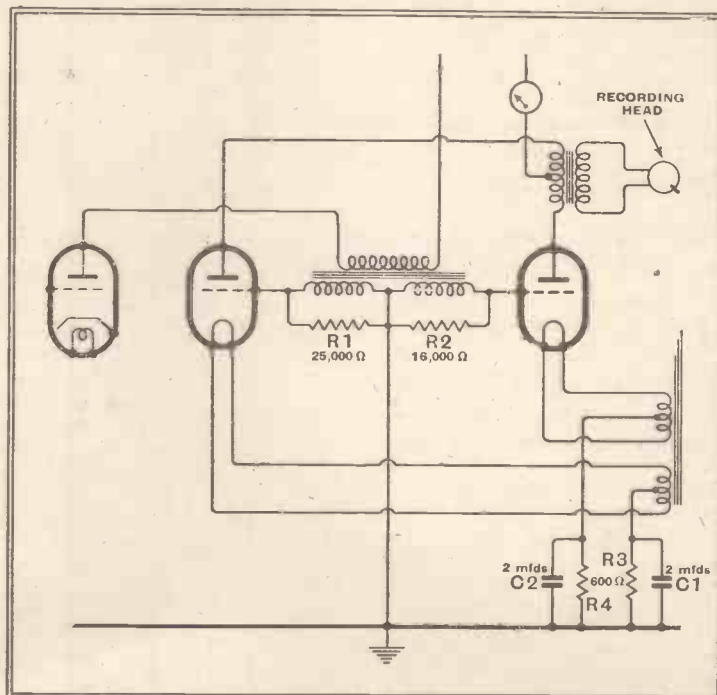 RECORDING
HEAD
R1
25,000 Ω
R2
16,000 Ω
2 mfds
C2
R3
600 Ω
R4
2 mfds
C1